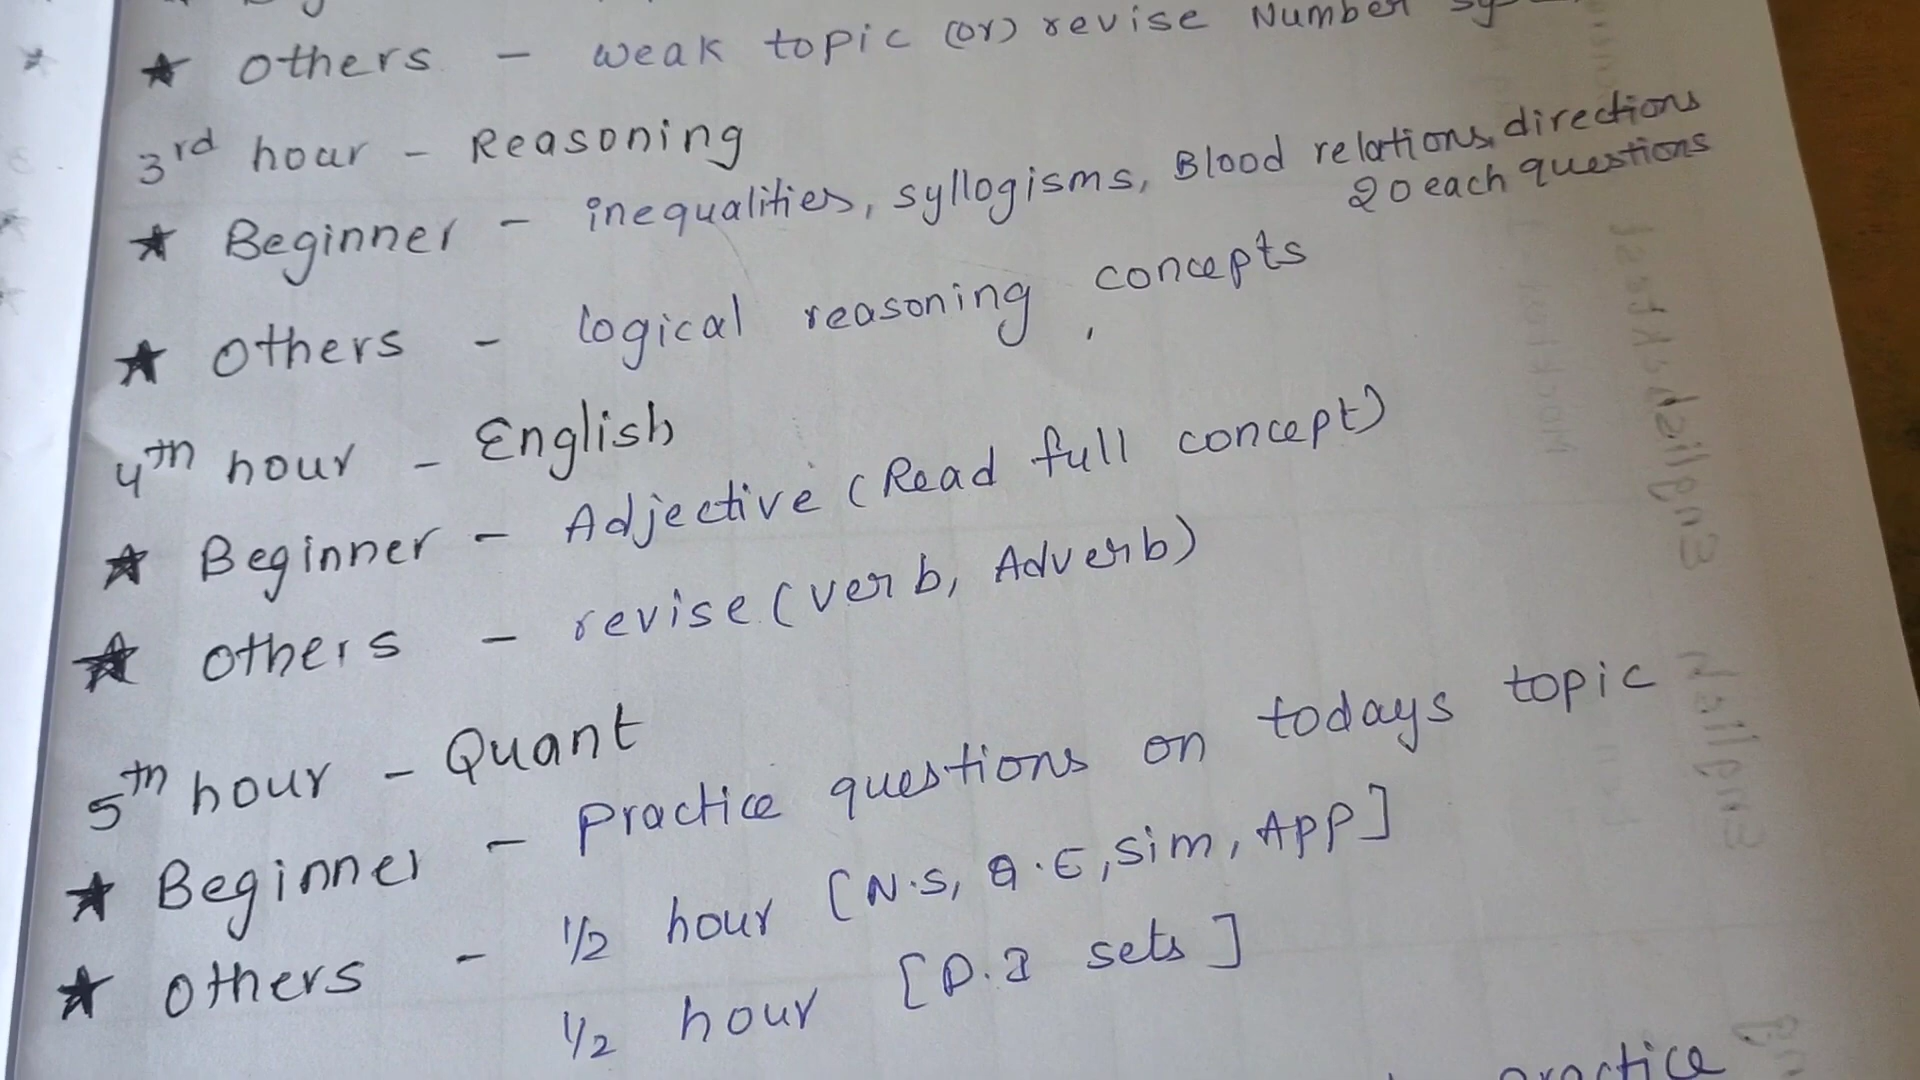 ★ others - weak topic (or) revise Number
3rd hour - Reasoning
★ Beginner - inequalities, syllogisms, Blood relations, directions
20 each questions
★ others - logical reasoning, concepts
4th hour - English
★ Beginner - Adjective (Read full concept)
★ others - revise (verb, Adverb)
5th hour - Quant
★ Beginner - practice questions on todays topic
★ others - 1/2 hour [N.S, Q.E, Sim, App]
1/2 hour [D.I sets]
practice